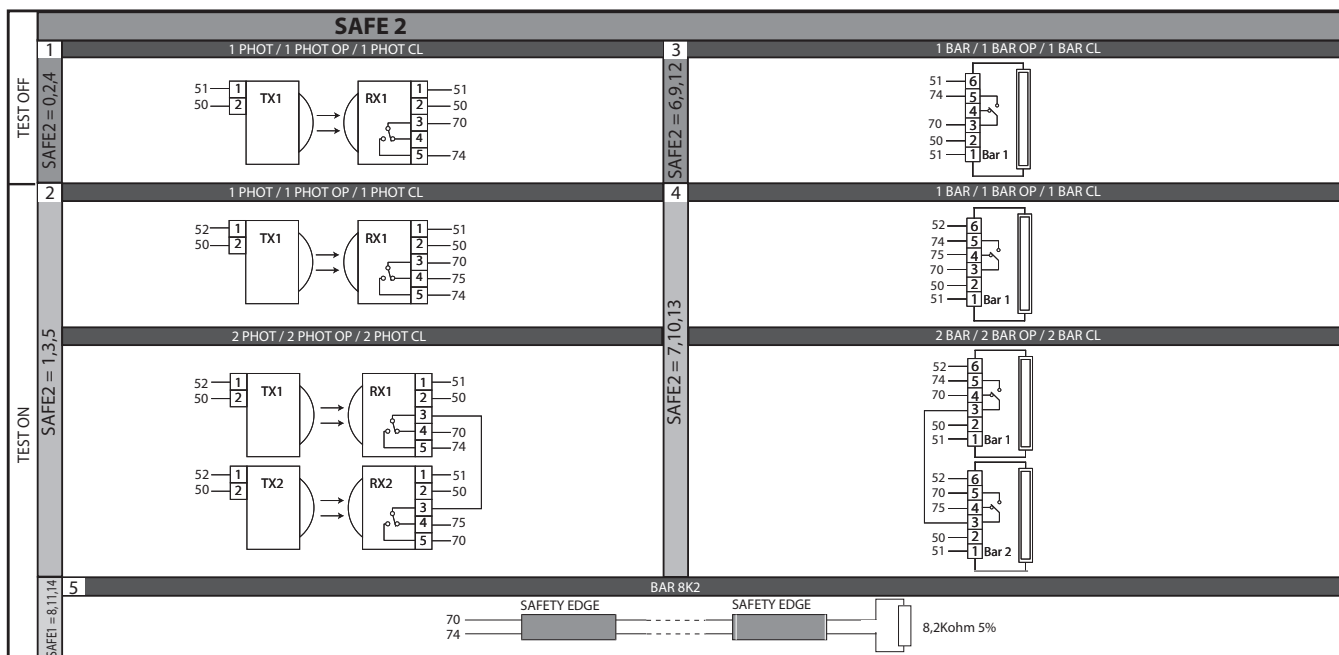 SAFE 2
TEST OFF
1
1 PHOT / 1 PHOT OP / 1 PHOT CL
SAFE2 = 0,2,4
51 1
50 2
TX1
RX1
1 51
2 50
3 70
4
5 74
3
1 BAR / 1 BAR OP / 1 BAR CL
SAFE2 = 6,9,12
51 6
74 5
4
70 3
50 2
51 1 Bar 1
TEST ON
2
1 PHOT / 1 PHOT OP / 1 PHOT CL
SAFE2 = 1,3,5
52 1
50 2
TX1
RX1
1 51
2 50
3 70
4 75
5 74
2 PHOT / 2 PHOT OP / 2 PHOT CL
52 1
50 2
TX1
RX1
1 51
2 50
3
4 70
5 74
52 1
50 2
TX2
RX2
1 51
2 50
3
4 75
5 70
4
1 BAR / 1 BAR OP / 1 BAR CL
SAFE2 = 7,10,13
52 6
74 5
75 4
70 3
50 2
51 1 Bar 1
2 BAR / 2 BAR OP / 2 BAR CL
52 6
74 5
70 4
3
50 2
51 1 Bar 1
52 6
70 5
75 4
3
50 2
51 1 Bar 2
SAFE1 = 8,11,14
5
BAR 8K2
70
74
SAFETY EDGE
SAFETY EDGE
8,2Kohm 5%